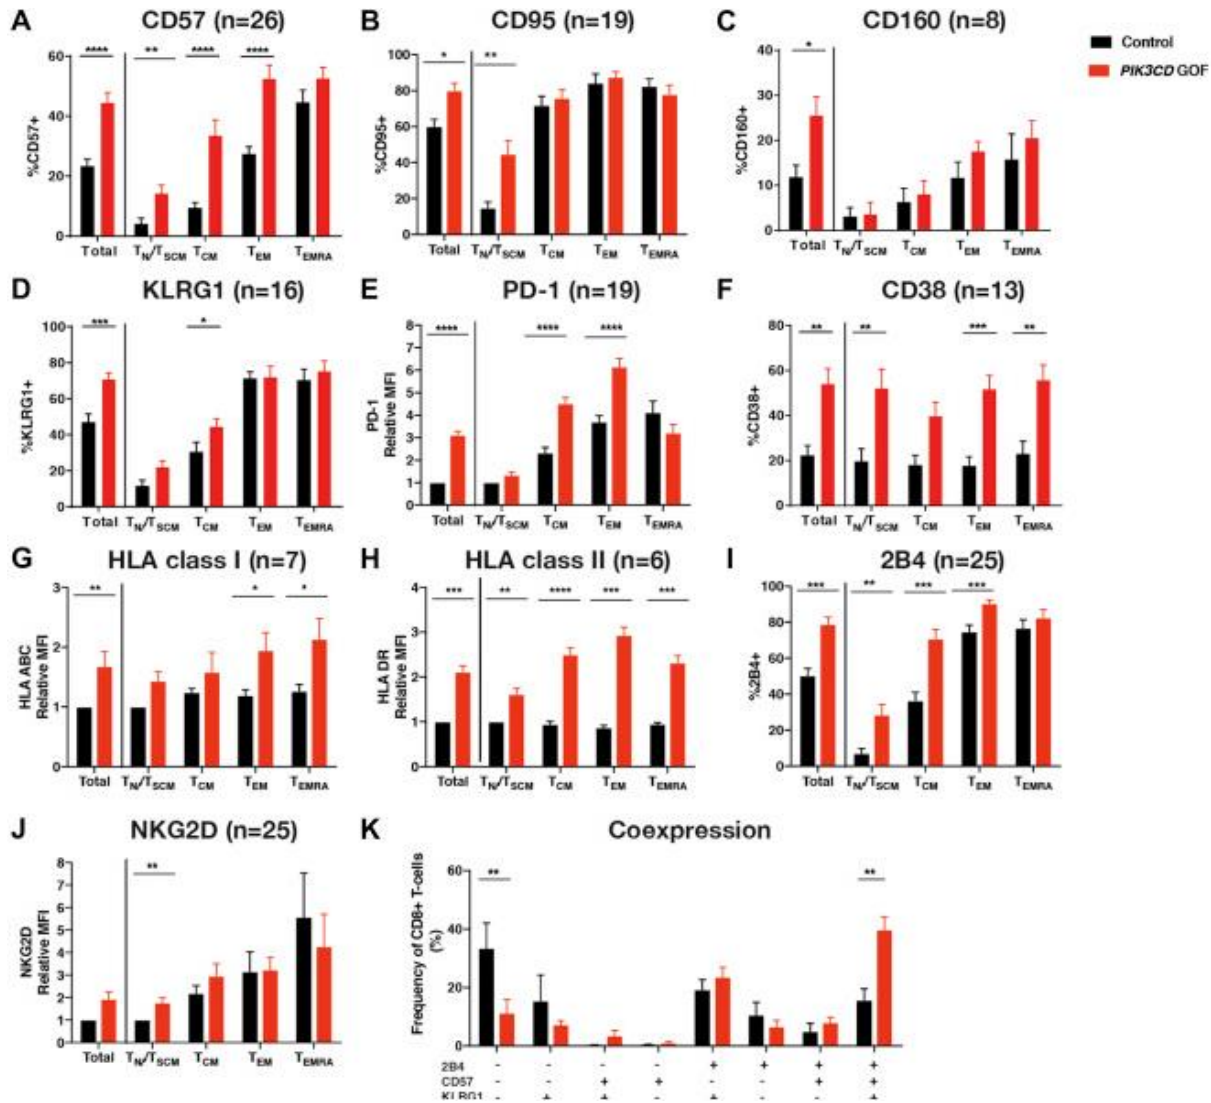 A CD57 (n=26)
B CD95 (n=19)
C CD160 (n=8)
Control
PIK3CD GOF
%CD57+
60
40
20
0
**** ** **** ****
Total TN/TSCM TCM TEM TEMRA
%CD95+
100
80
60
40
20
0
* **
Total TN/TSCM TCM TEM TEMRA
%CD160+
40
30
20
10
0
*
Total TN/TSCM TCM TEM TEMRA
D KLRG1 (n=16)
E PD-1 (n=19)
F CD38 (n=13)
%KLRG1+
100
80
60
40
20
0
*** *
Total TN/TSCM TCM TEM TEMRA
PD-1
Relative MFI
8
7
6
5
4
3
2
1
0
**** **** ****
Total TN/TSCM TCM TEM TEMRA
%CD38+
80
60
40
20
0
** ** *** **
Total TN/TSCM TCM TEM TEMRA
G HLA class I (n=7)
H HLA class II (n=6)
I 2B4 (n=25)
HLA ABC
Relative MFI
3
2
1
0
** * *
Total TN/TSCM TCM TEM TEMRA
HLA DR
Relative MFI
4
3
2
1
0
*** ** **** *** ***
Total TN/TSCM TCM TEM TEMRA
%2B4+
100
80
60
40
20
0
*** ** *** ***
Total TN/TSCM TCM TEM TEMRA
J NKG2D (n=25)
K Coexpression
NKG2D
Relative MFI
8
7
6
5
4
3
2
1
0
**
Total TN/TSCM TCM TEM TEMRA
Frequency of CD8+ T-cells
(%)
60
40
20
0
** **
2B4 - - - - + + + +
CD57 - - + + - - + +
KLRG1 - + + - + - - +